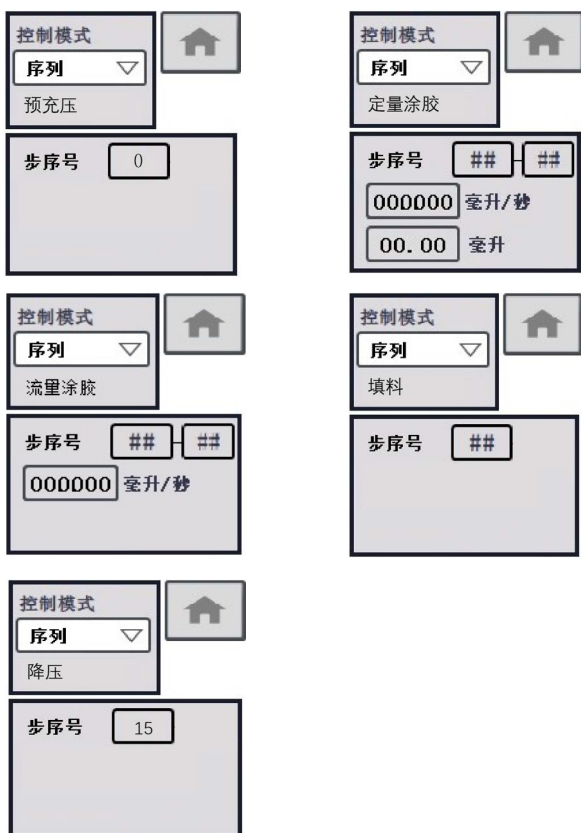 控制模式
序列
预充压
步序号 0
控制模式
序列
定量涂胶
步序号 ## - ##
000000 毫升/秒
00.00 毫升
控制模式
序列
流量涂胶
步序号 ## - ##
000000 毫升/秒
控制模式
序列
填料
步序号 ##
控制模式
序列
降压
步序号 15